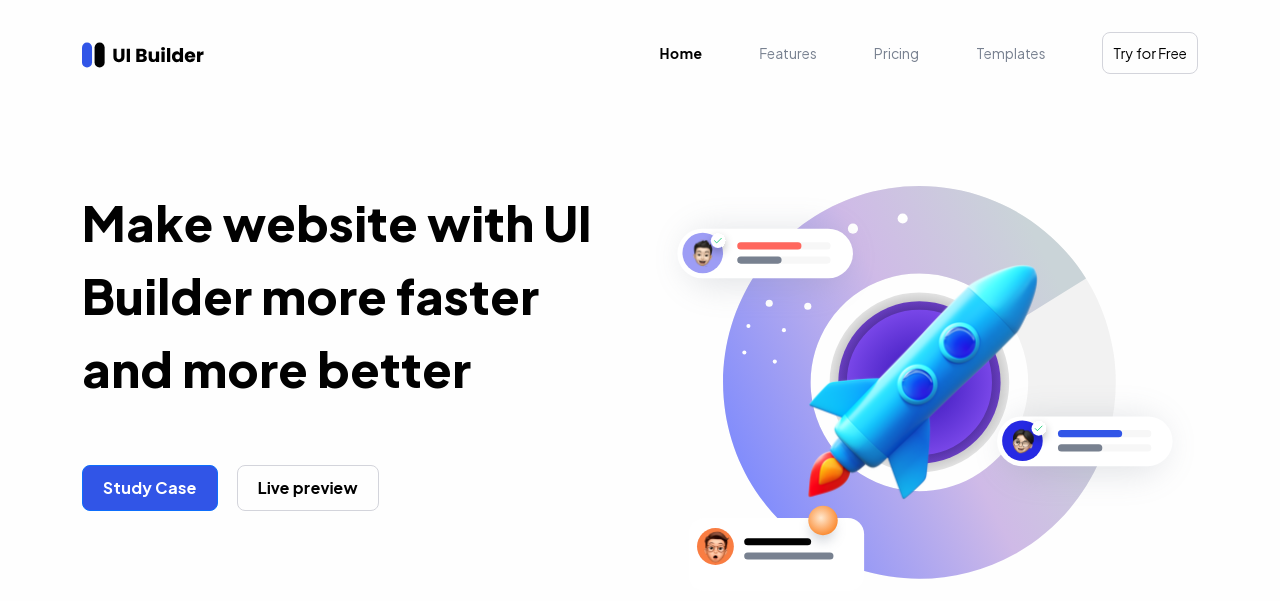 UI Builder
Home Features Pricing Templates Try for Free
Make website with UI
Builder more faster
and more better
Study Case Live preview